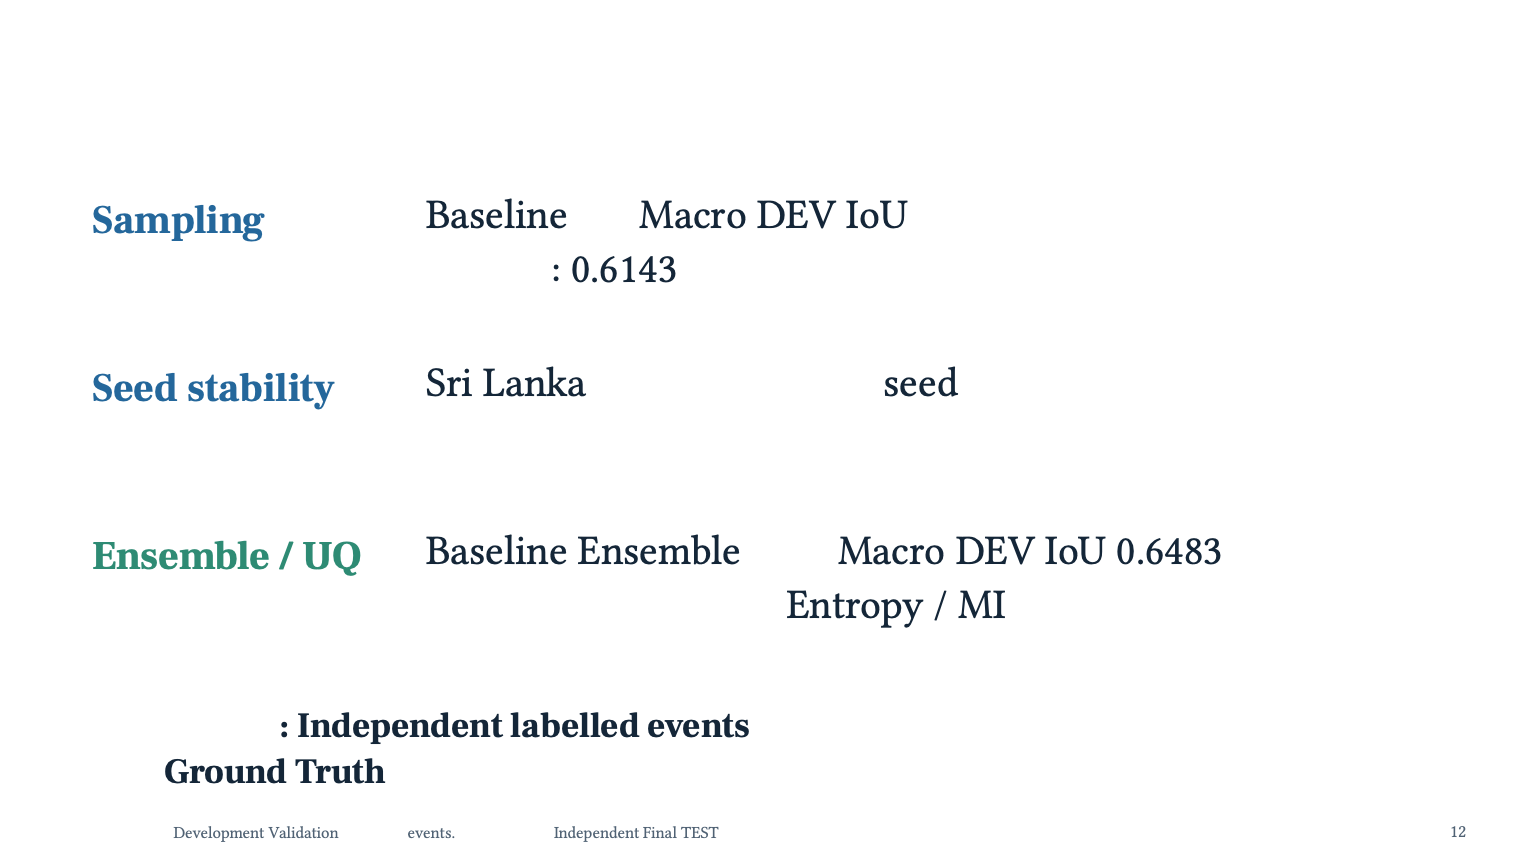 Sampling
Baseline Macro DEV IoU
: 0.6143
Seed stability
Sri Lanka seed
Ensemble / UQ
Baseline Ensemble Macro DEV IoU 0.6483
Entropy / MI
: Independent labelled events
Ground Truth
Development Validation events. Independent Final TEST
12